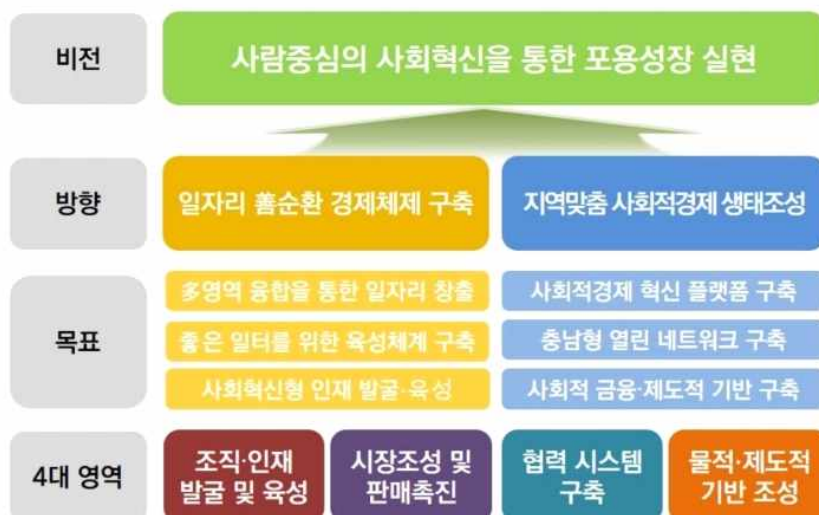 비전
사람중심의 사회혁신을 통한 포용성장 실현
방향
일자리 善순환 경제체제 구축
지역맞춤 사회적경제 생태조성
목표
多영역 융합을 통한 일자리 창출
좋은 일터를 위한 육성체계 구축
사회혁신형 인재 발굴·육성
사회적경제 혁신 플랫폼 구축
충남형 열린 네트워크 구축
사회적 금융·제도적 기반 구축
4대 영역
조직·인재
발굴 및 육성
시장조성 및
판매촉진
협력 시스템
구축
물적·제도적
기반 조성